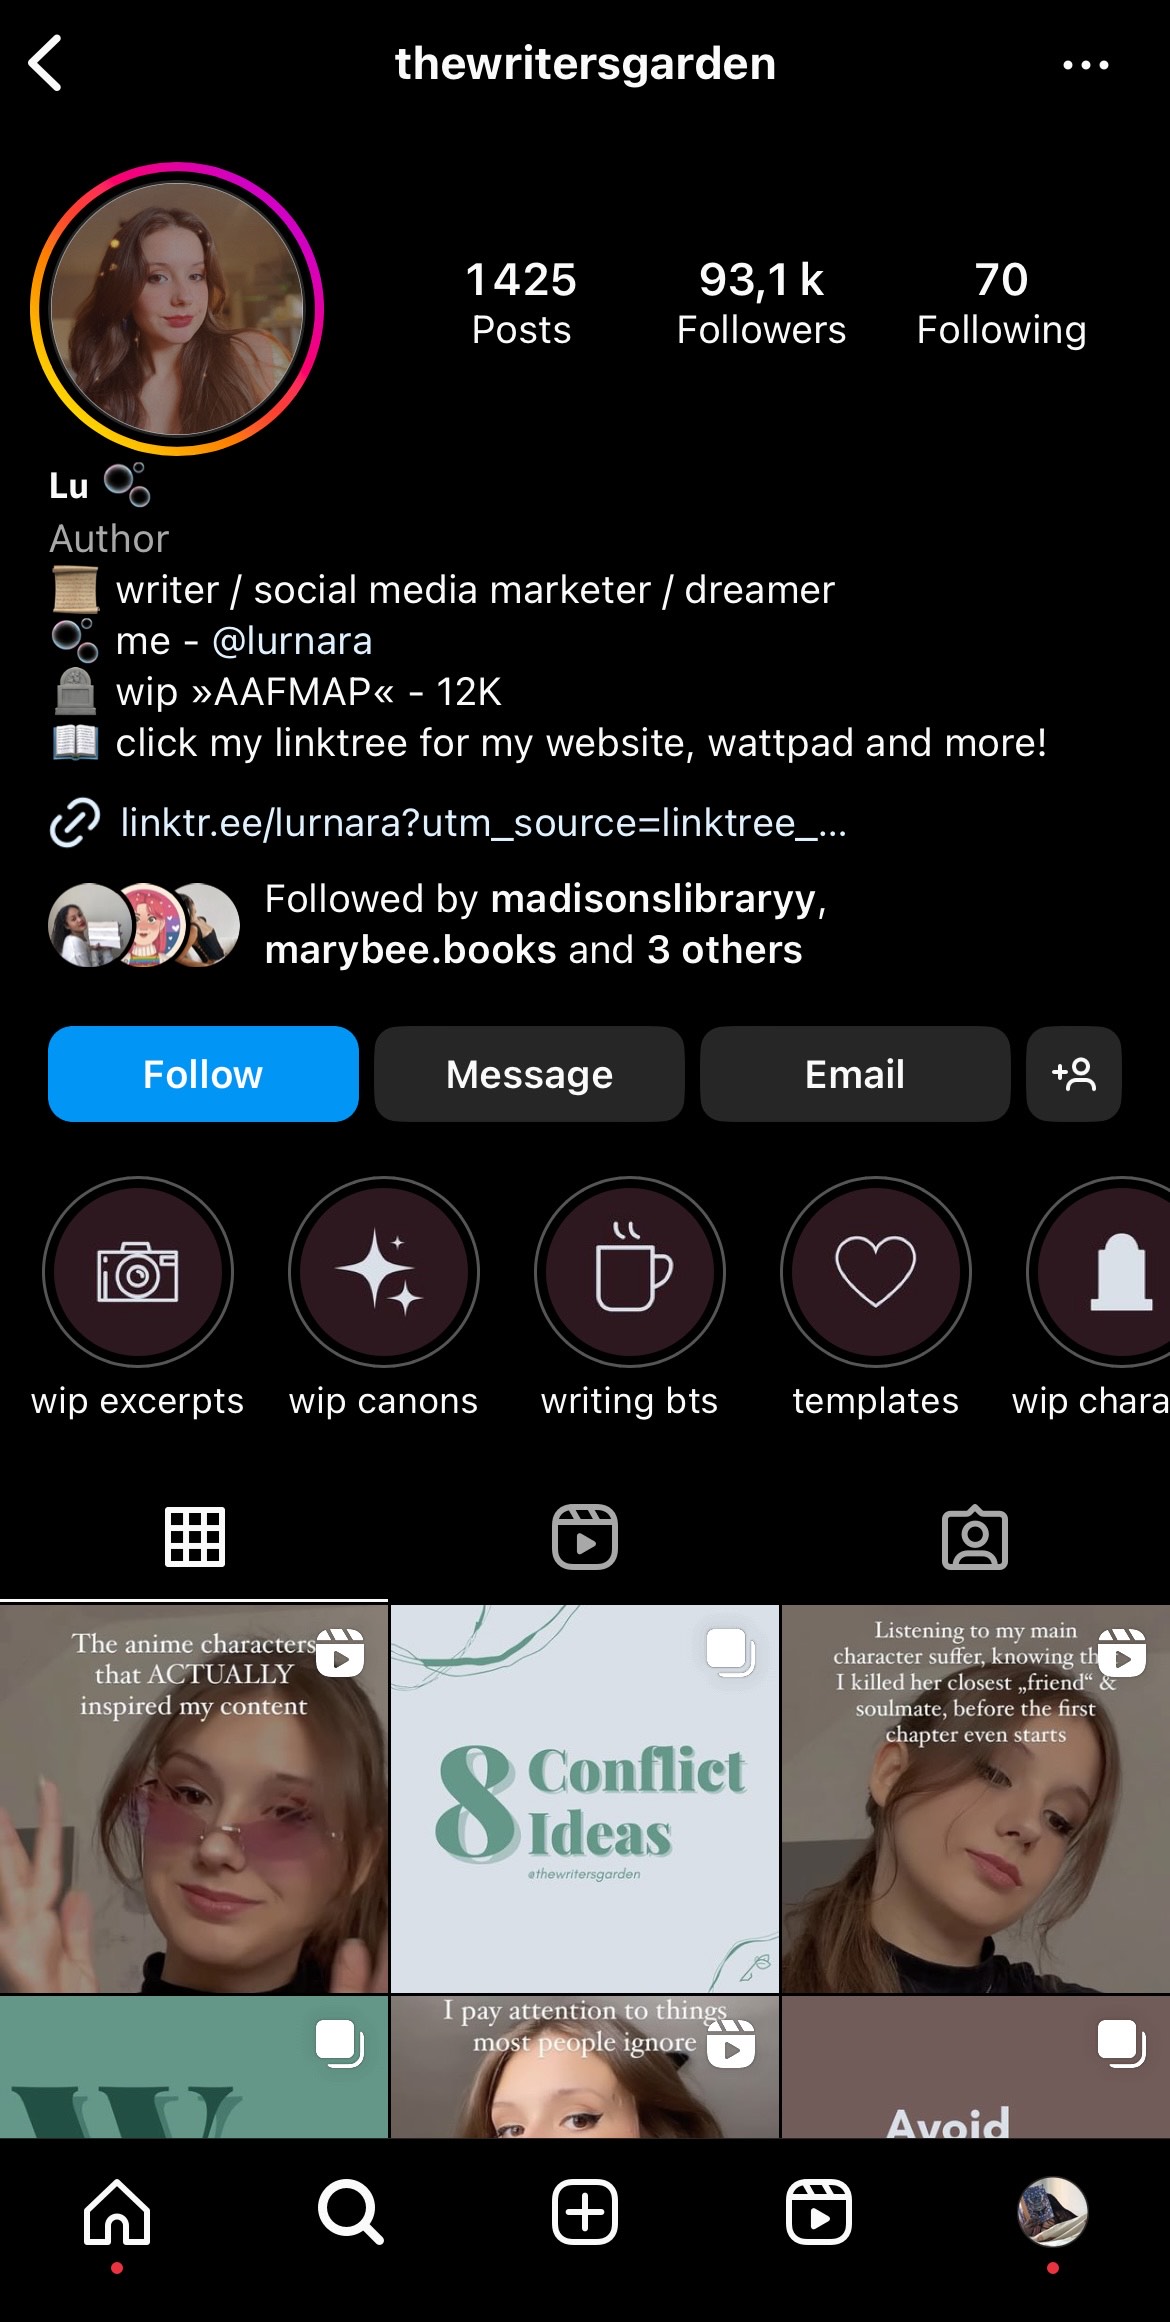 thewritersgarden
1 425
Posts
93,1 k
Followers
70
Following
Lu
Author
writer / social media marketer / dreamer
me - @lurnara
wip »AAFMAP« - 12K
click my linktree for my website, wattpad and more!
linktr.ee/lurnara?utm_source=linktree_...
Followed by madisonslibraryy,
marybee.books and 3 others
Follow
Message
Email
wip excerpts
wip canons
writing bts
templates
wip chara
The anime characters
that ACTUALLY
inspired my content
8 Conflict
Ideas
@thewritersgarden
Listening to my main
character suffer, knowing
I killed her closest „friend“ &
soulmate, before the first
chapter even starts
W
I pay attention to things
most people ignore
Avoid